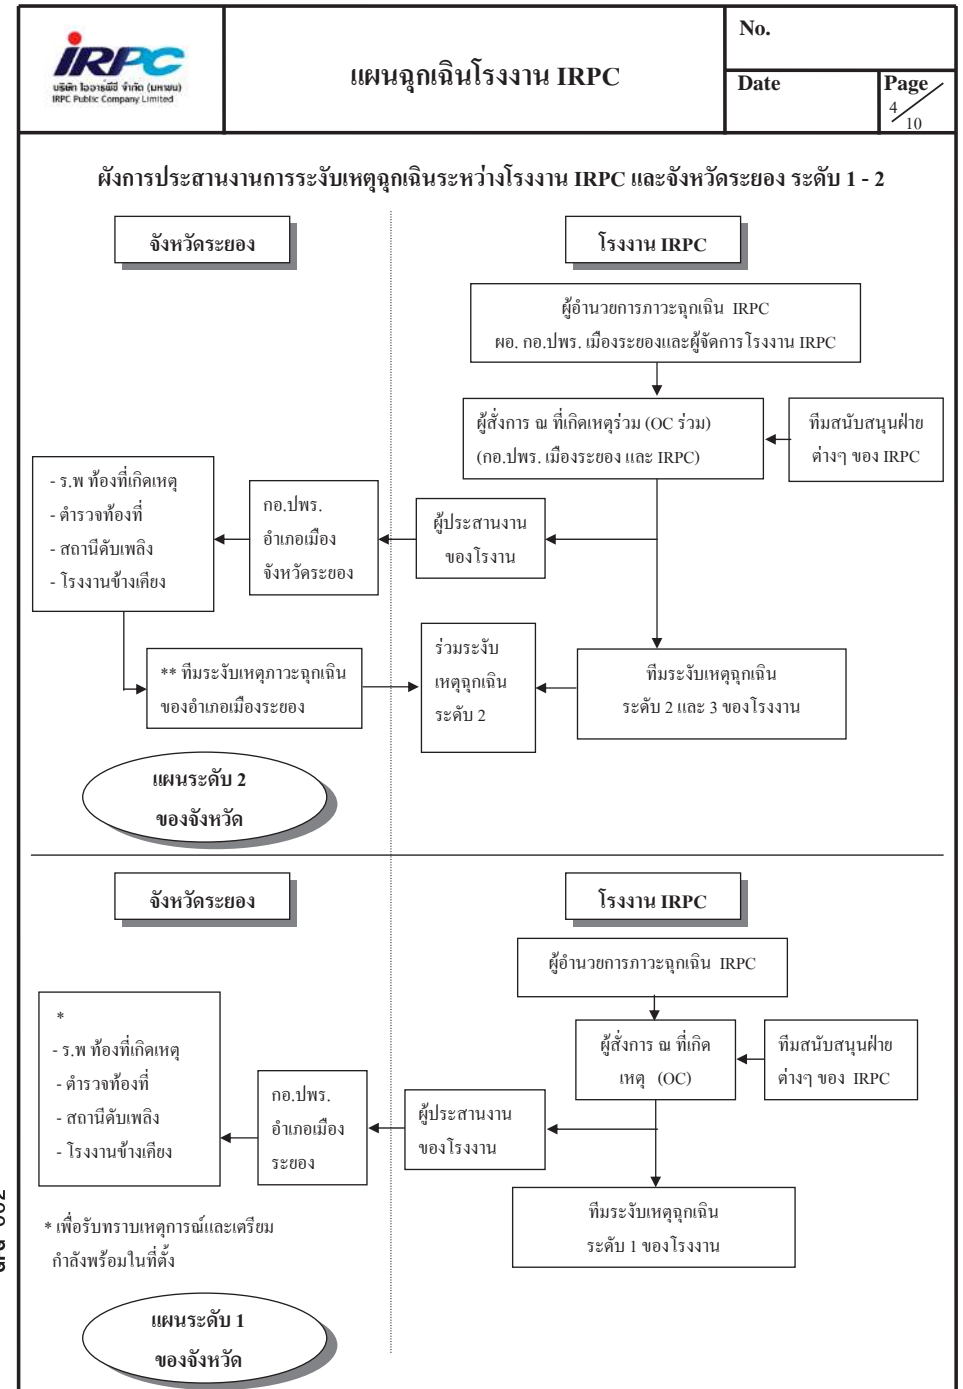 IRPC
บริษัท ไออาร์พีซี จำกัด (มหาชน)
IRPC Public Company Limited
แผนฉุกเฉินโรงงาน IRPC
No.
Date
Page
4
10
ผังการประสานงานการระงับเหตุฉุกเฉินระหว่างโรงงาน IRPC และจังหวัดระยอง ระดับ 1 - 2
จังหวัดระยอง
โรงงาน IRPC
ผู้อำนวยการภาวะฉุกเฉิน IRPC
ผอ. กอ.ปพร. เมืองระยองและผู้จัดการโรงงาน IRPC
ผู้สั่งการ ณ ที่เกิดเหตุร่วม (OC ร่วม)
(กอ.ปพร. เมืองระยอง และ IRPC)
ทีมสนับสนุนฝ่าย
ต่างๆ ของ IRPC
- ร.พ ท้องที่เกิดเหตุ
- ตำรวจท้องที่
- สถานีดับเพลิง
- โรงงานข้างเคียง
กอ.ปพร.
อำเภอเมือง
จังหวัดระยอง
ผู้ประสานงาน
ของโรงาน
** ทีมระงับเหตุภาวะฉุกเฉิน
ของอำเภอเมืองระยอง
ร่วมระงับ
เหตุฉุกเฉิน
ระดับ 2
ทีมระงับเหตุฉุกเฉิน
ระดับ 2 และ 3 ของโรงงาน
แผนระดับ 2
ของจังหวัด
จังหวัดระยอง
โรงงาน IRPC
ผู้อำนวยการภาวะฉุกเฉิน IRPC
ผู้สั่งการ ณ ที่เกิด
เหตุ (OC)
ทีมสนับสนุนฝ่าย
ต่างๆ ของ IRPC
*
- ร.พ ท้องที่เกิดเหตุ
- ตำรวจท้องที่
- สถานีดับเพลิง
- โรงงานข้างเคียง
กอ.ปพร.
อำเภอเมือง
ระยอง
ผู้ประสานงาน
ของโรงงาน
ทีมระงับเหตุฉุกเฉิน
ระดับ 1 ของโรงงาน
* เพื่อรับทราบเหตุการณ์และเตรียม
กำลังพร้อมในที่ตั้ง
แผนระดับ 1
ของจังหวัด